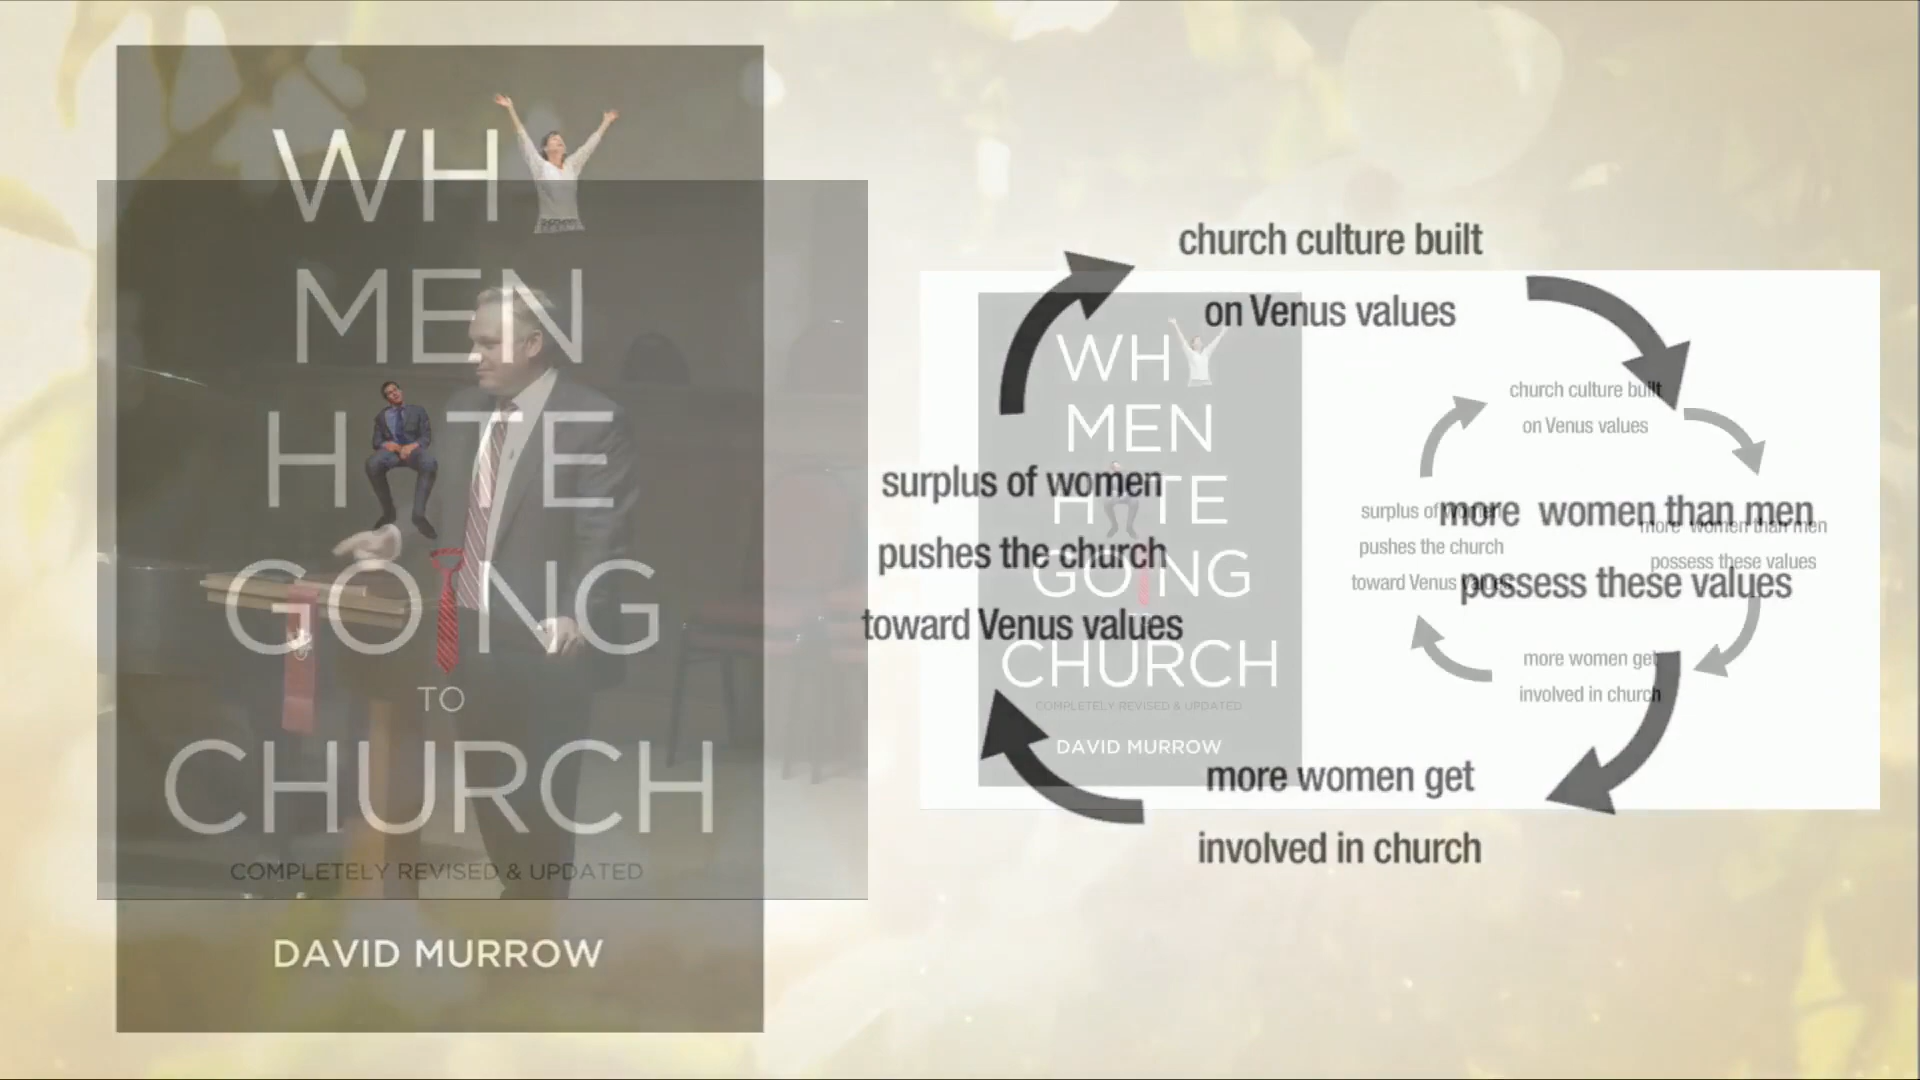 WHY
MEN
HATE
GOING
TO
CHURCH
COMPLETELY REVISED & UPDATED
DAVID MURROW
church culture built
on Venus values
more women than men
possess these values
more women get
involved in church
surplus of women
pushes the church
toward Venus values
WHY
MEN
HATE
GOING
TO
CHURCH
COMPLETELY REVISED & UPDATED
DAVID MURROW
church culture built
on Venus values
more women than men
possess these values
more women get
involved in church
surplus of women
pushes the church
toward Venus values